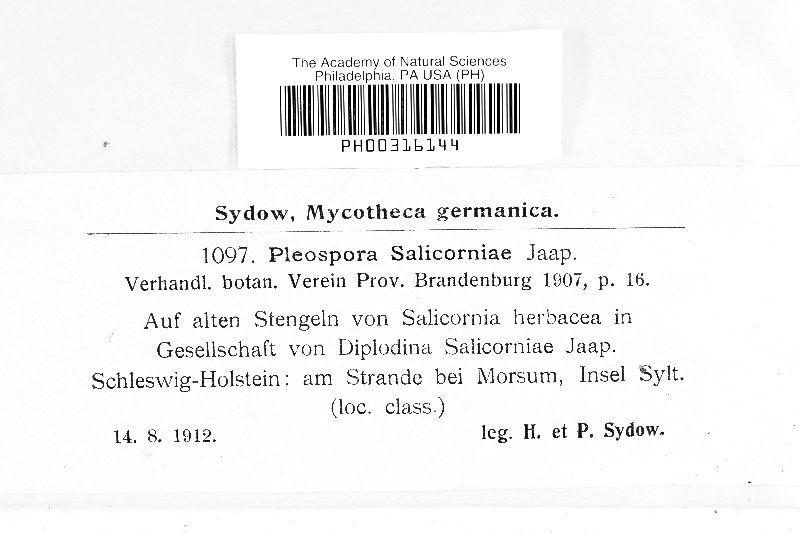 The Academy of Natural Sciences
Philadelphia, PA USA (PH)
PH00316144
Sydow, Mycotheca germanica.
1097. Pleospora Salicorniae Jaap.
Verhandl. botan. Verein Prov. Brandenburg 1907, p. 16.
Auf alten Stengeln von Salicornia herbacea in
Gesellschaft von Diplodina Salicorniae Jaap.
Schleswig-Holstein: am Strande bei Morsum, Insel Sylt.
(loc. class.)
14. 8. 1912. leg. H. et P. Sydow.